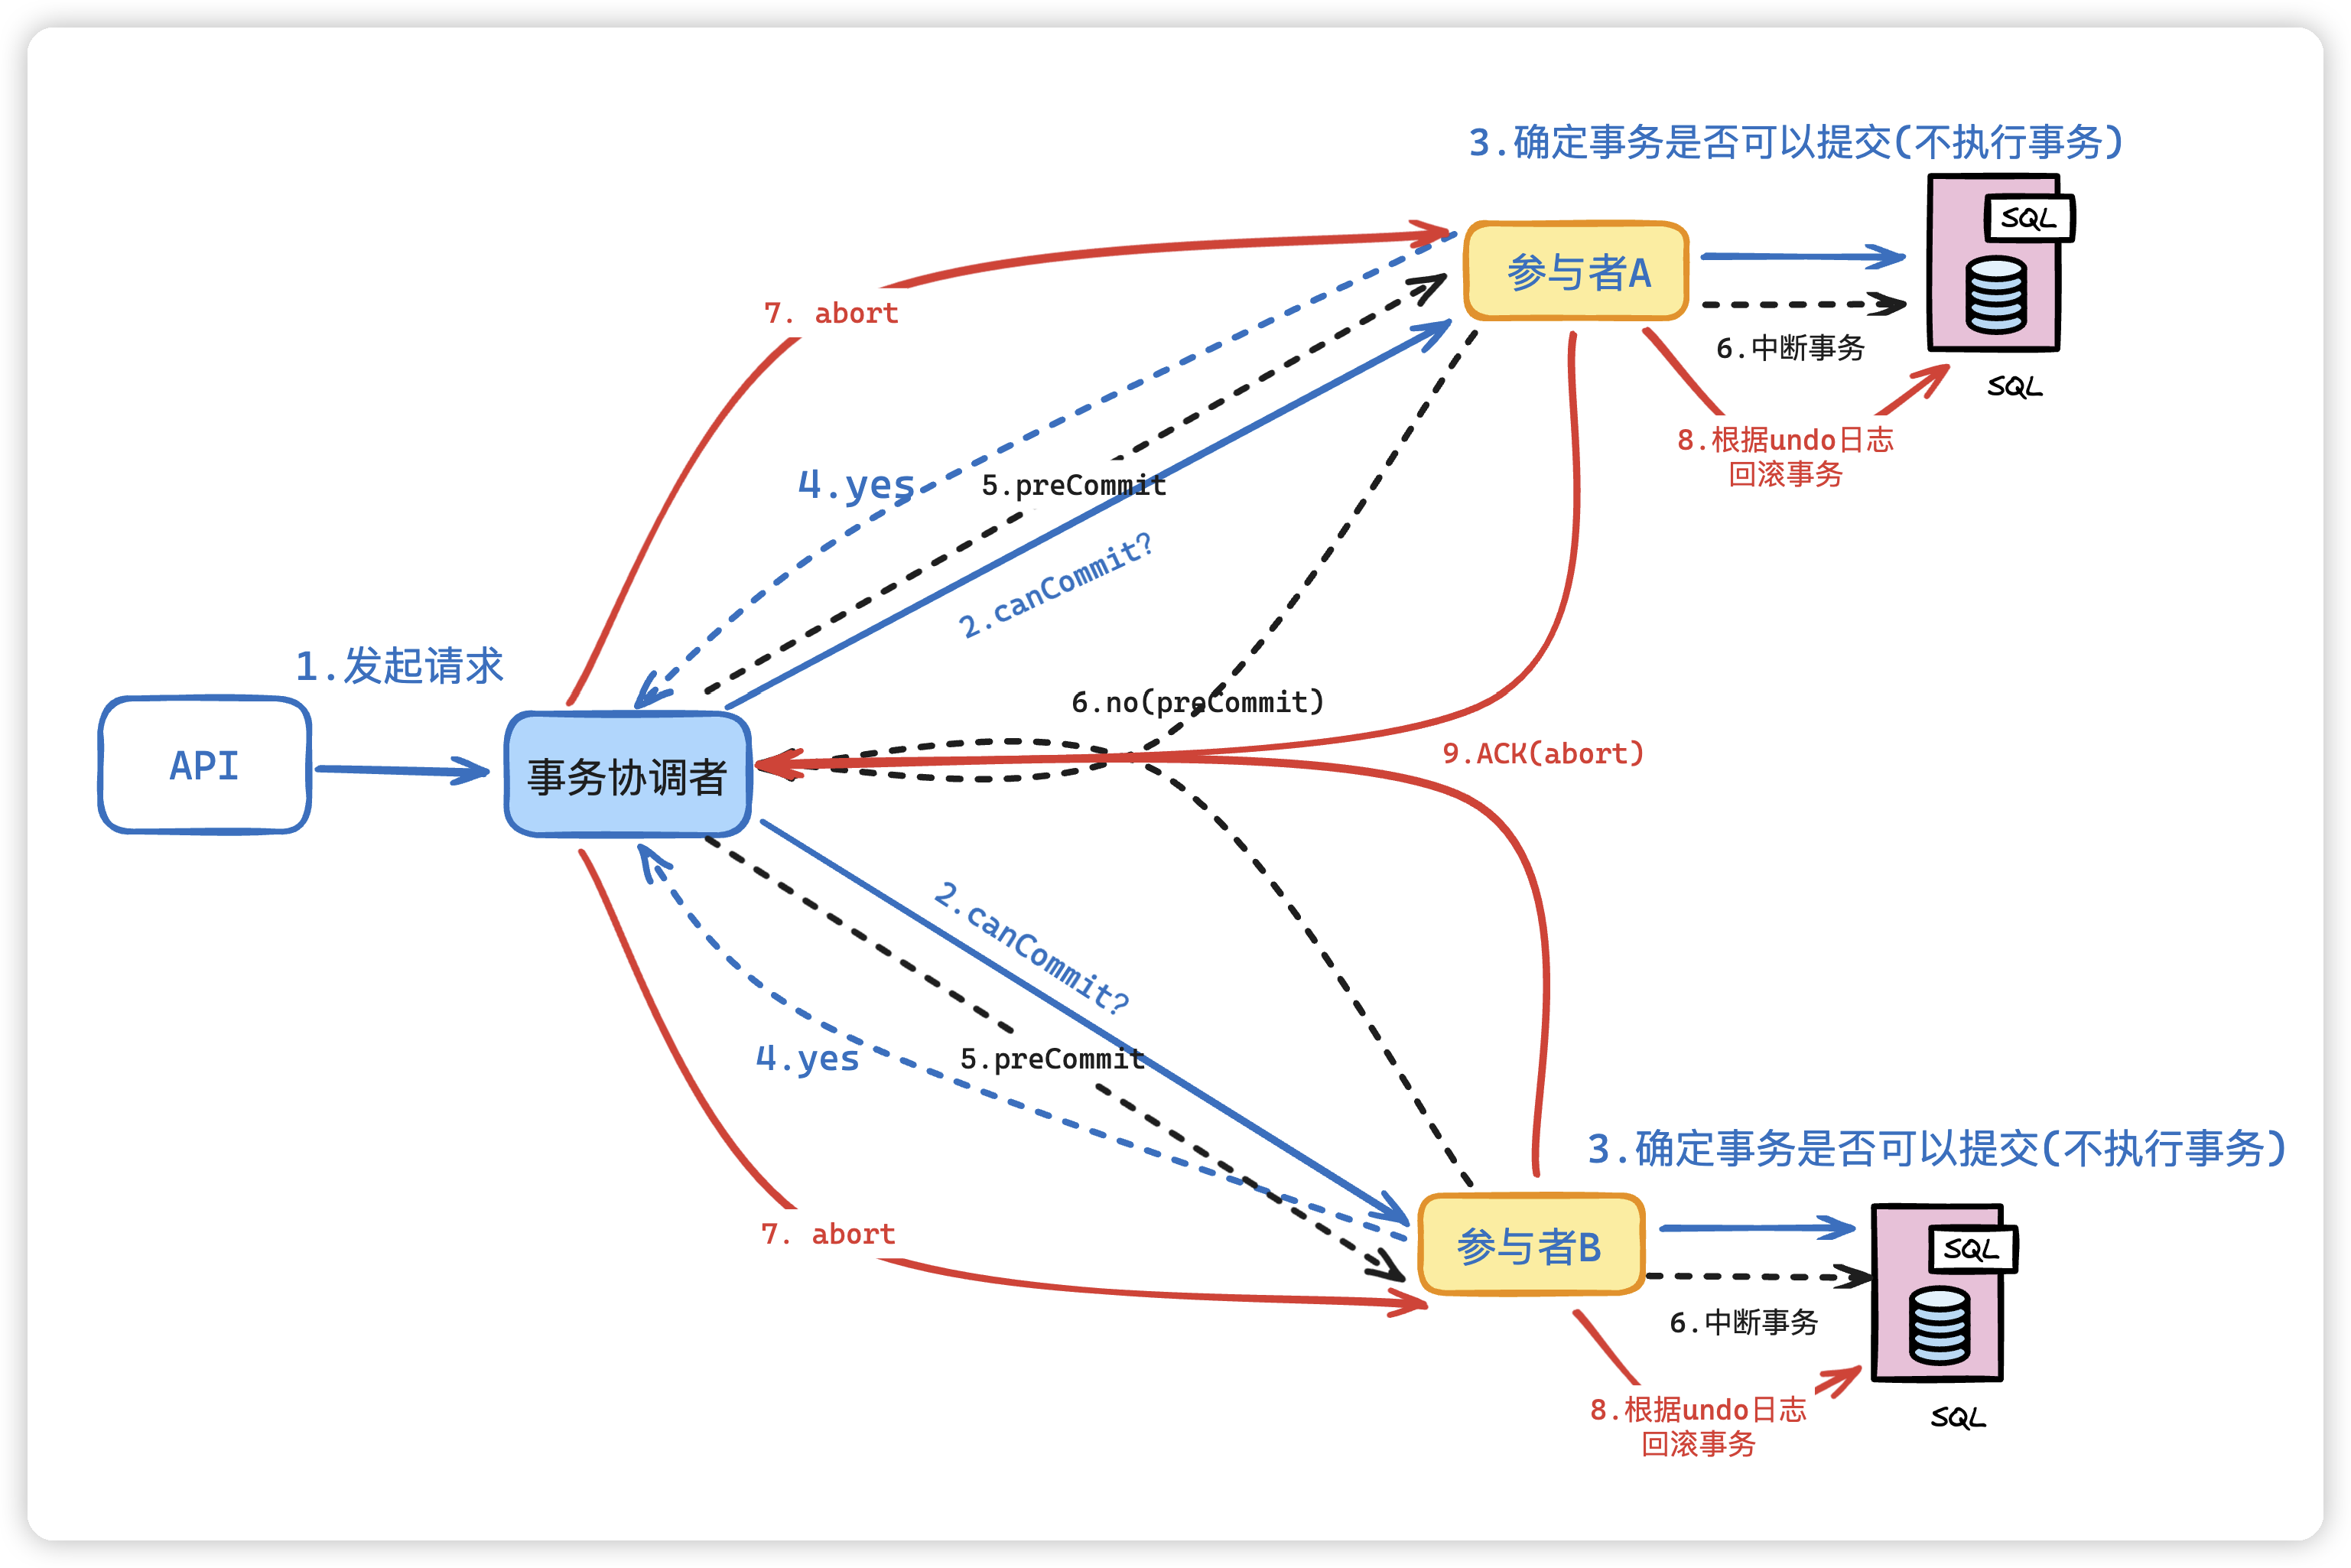 3.确定事务是否可以提交(不执行事务)
SQL
参与者A
7. abort
6.中断事务
SQL
8.根据undo日志
回滚事务
4.yes
5.preCommit
2.canCommit?
1.发起请求
6.no(preCommit)
9.ACK(abort)
API
事务协调者
2.canCommit?
4.yes
5.preCommit
3.确定事务是否可以提交(不执行事务)
7. abort
参与者B
SQL
6.中断事务
8.根据undo日志
回滚事务
SQL